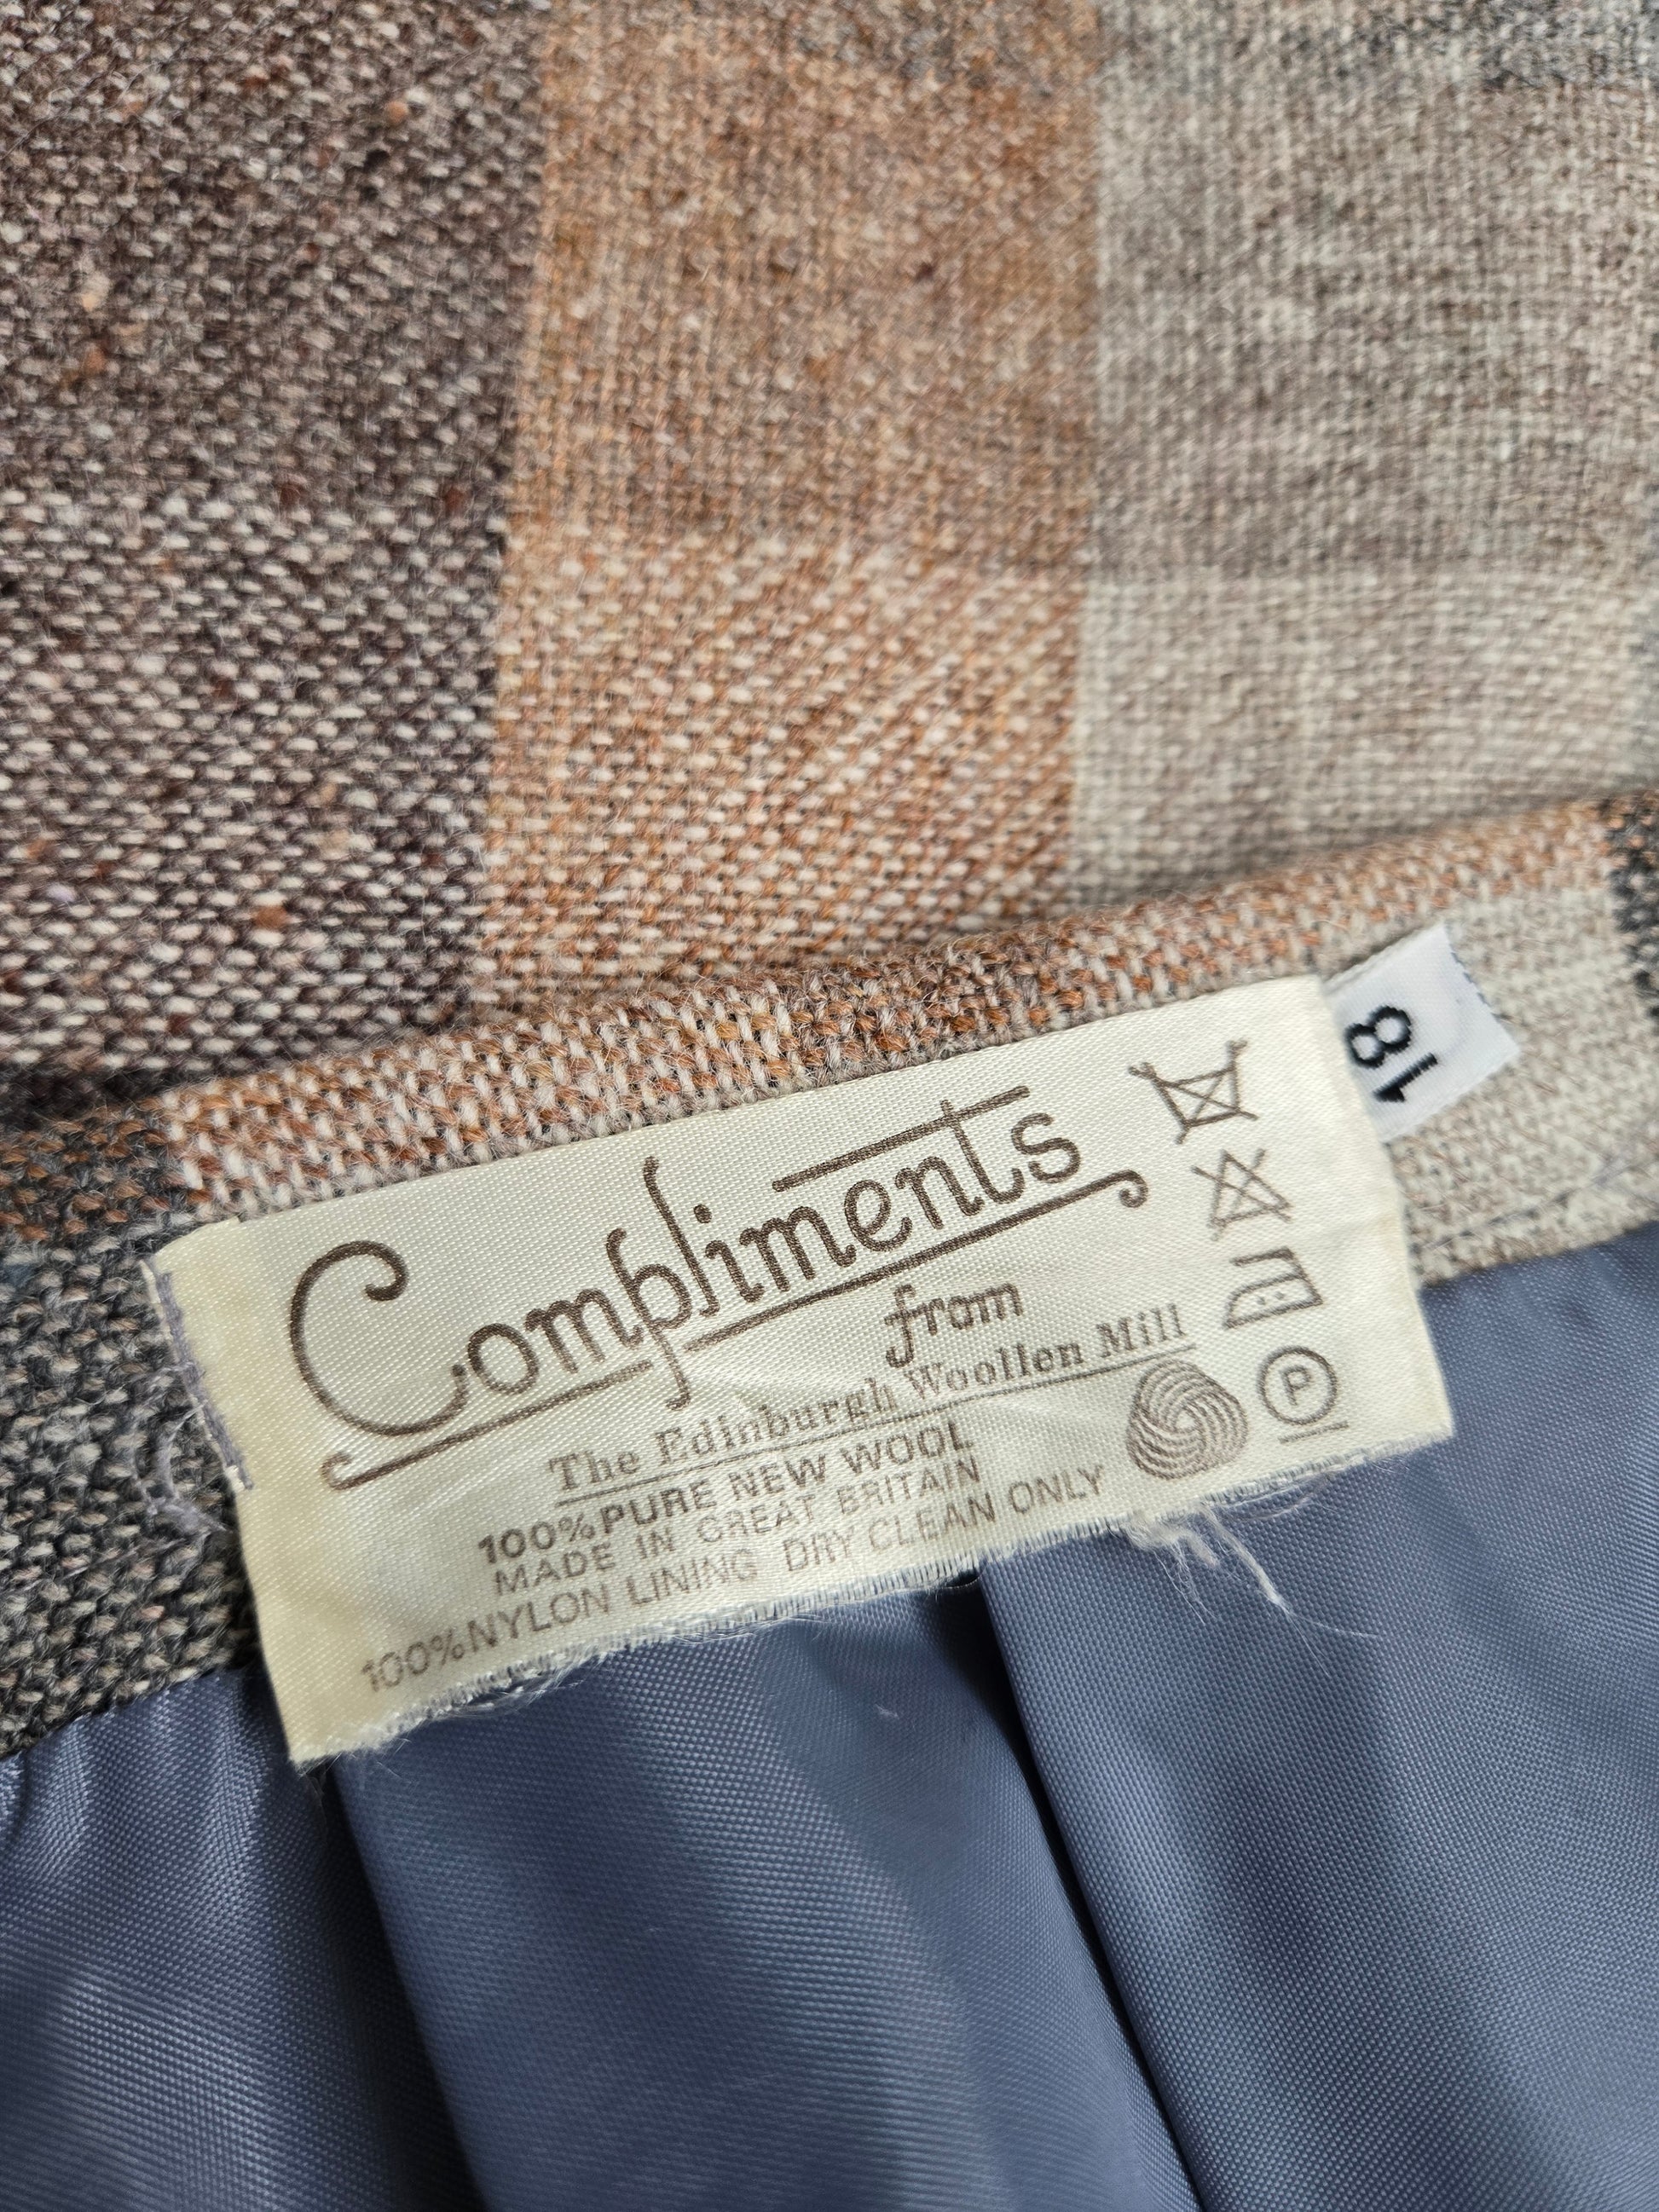 Compliments
from
The Edinburgh Woollen Mill
100% PURE NEW WOOL
MADE IN GREAT BRITAIN
100% NYLON LINING DRY CLEAN ONLY
P
18